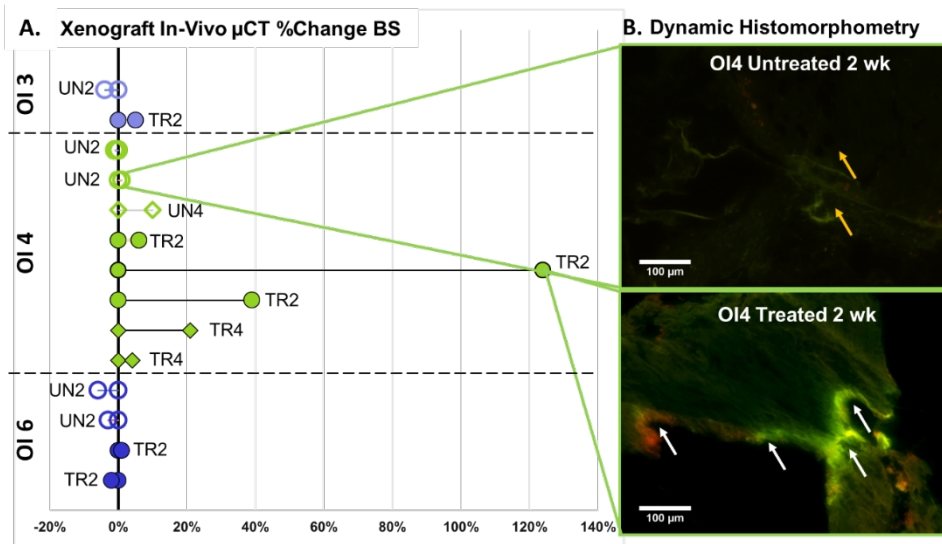 A. Xenograft In-Vivo µCT %Change BS
B. Dynamic Histomorphometry
OI 3
UN2
TR2
OI 4
UN2
UN2
UN4
TR2
TR2
TR2
TR4
TR4
OI 6
UN2
UN2
TR2
TR2
-20% 0% 20% 40% 60% 80% 100% 120% 140%
OI4 Untreated 2 wk
100 µm
OI4 Treated 2 wk
100 µm